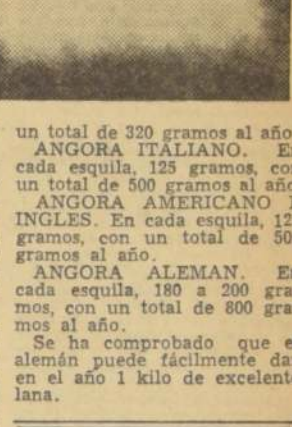 un total de 320 gramos al año
ANGORA ITALIANO. E
cada esquila, 125 gramos, co
un total de 500 gramos al año
ANGORA AMERICANO
INGLES. En cada esquila, 12
gramos, con un total de 50
gramos al año.
ANGORA ALEMAN. E
cada esquila, 180 a 200 gra
mos, con un total de 800 gra
mos al año.
Se ha comprobado que e
alemán puede fácilmente da
en el año 1 kilo de excelent
lana.